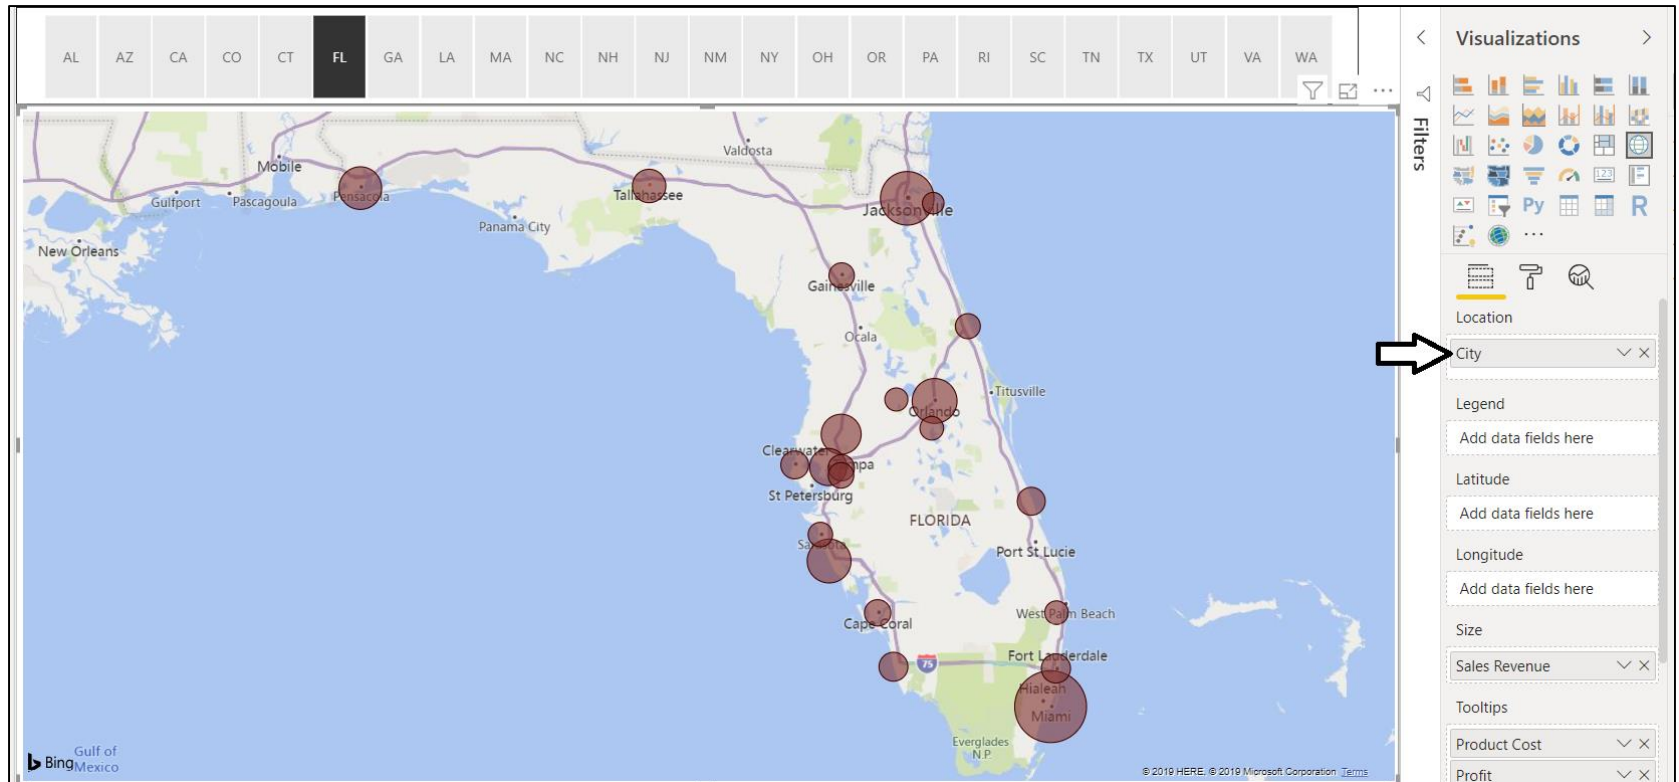 AL AZ CA CO CT FL GA LA MA NC NH NJ NM NY OH OR PA RI SC TN TX UT VA WA
Visualizations
Filters
123
Py
R
Location
City
Legend
Add data fields here
Latitude
Add data fields here
Longitude
Add data fields here
Size
Sales Revenue
Tooltips
Product Cost
Profit
Valdosta
Mobile
Gulfport
Pascagoula
Pensacola
Tallahassee
Jacksonville
Panama City
New Orleans
Gainesville
Ocala
Titusville
Orlando
Clearwater
Tampa
St Petersburg
FLORIDA
Sarasota
Port St Lucie
Cape Coral
West Palm Beach
75
Fort Lauderdale
Hialeah
Miami
Everglades
N.P.
Gulf of
Mexico
Bing
© 2019 HERE, © 2019 Microsoft Corporation Terms